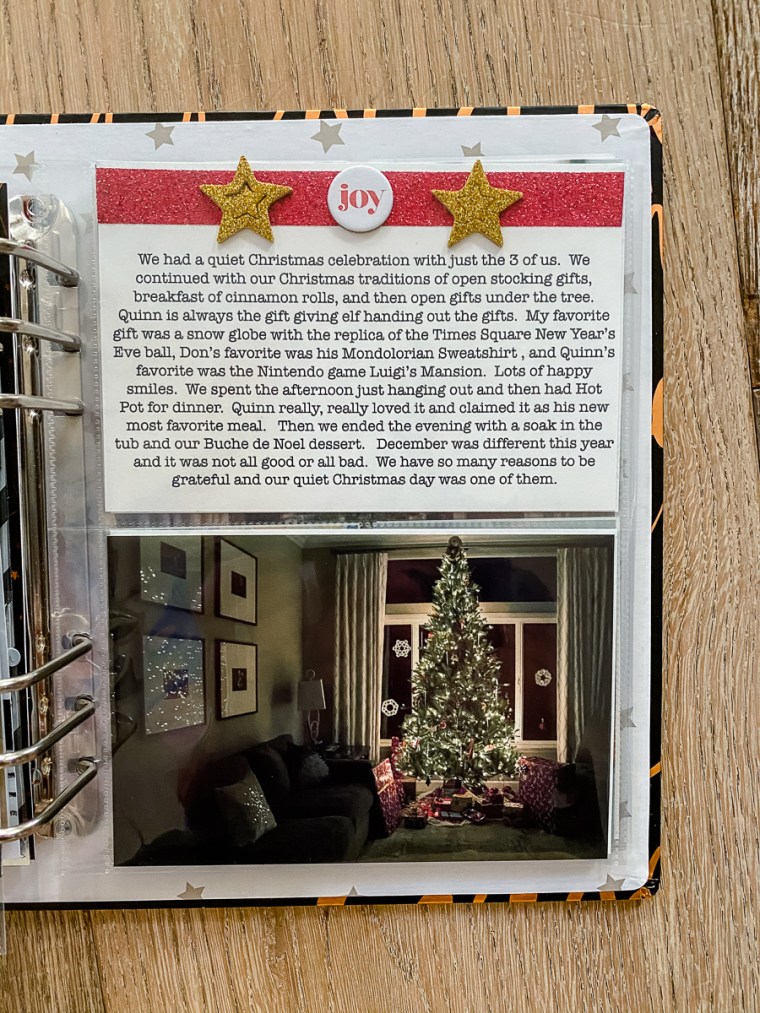 joy
We had a quiet Christmas celebration with just the 3 of us.  We
continued with our Christmas traditions of open stocking gifts,
breakfast of cinnamon rolls, and then open gifts under the tree.
Quinn is always the gift giving elf handing out the gifts.  My favorite
gift was a snow globe with the replica of the Times Square New Year's
Eve ball, Don's favorite was his Mondolorian Sweatshirt , and Quinn's
favorite was the Nintendo game Luigi's Mansion.  Lots of happy
smiles.  We spent the afternoon just hanging out and then had Hot
Pot for dinner.  Quinn really, really loved it and claimed it as his new
most favorite meal.   Then we ended the evening with a soak in the
tub and our Buche de Noel dessert.   December was different this year
and it was not all good or all bad.  We have so many reasons to be
grateful and our quiet Christmas day was one of them.